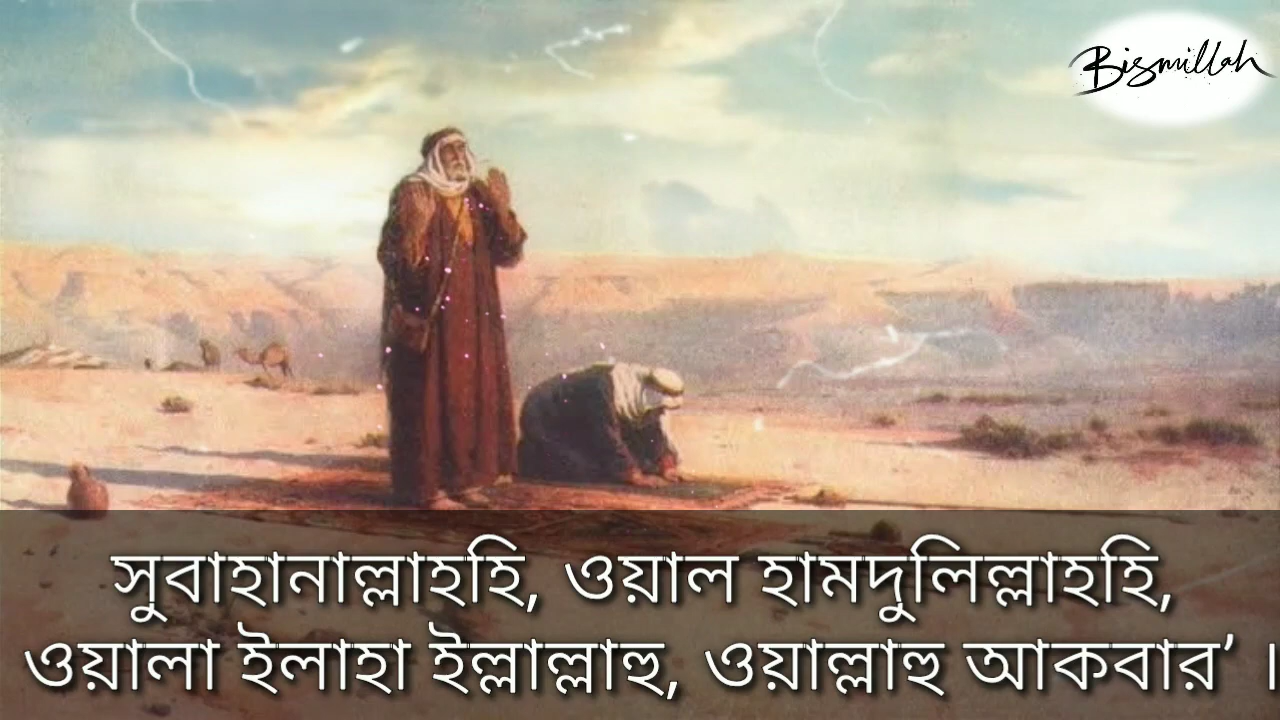 Bismillah
সুবাহানাল্লাহহি, ওয়াল হামদুলিল্লাহহি,
ওয়ালা ইলাহা ইল্লাল্লাহু, ওয়াল্লাহু আকবার’ ।